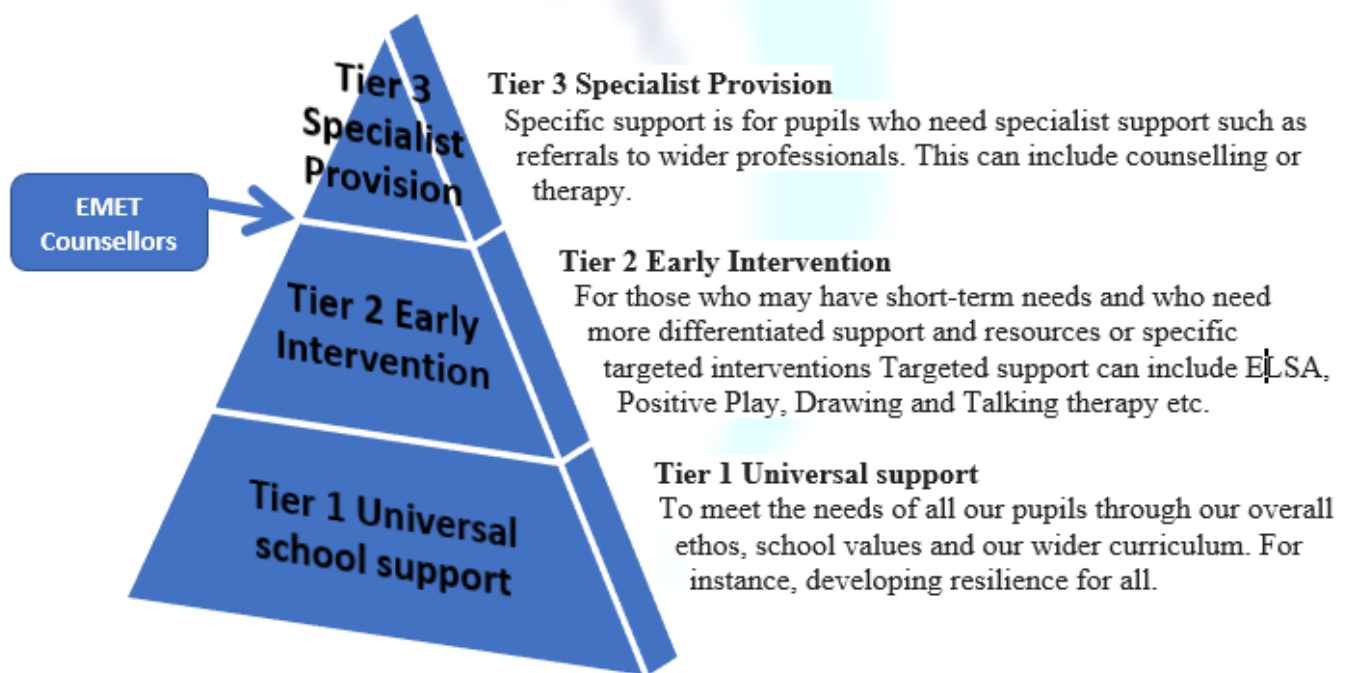 Tier 3
Specialist
Provision
Tier 3 Specialist Provision
Specific support is for pupils who need specialist support such as
referrals to wider professionals. This can include counselling or
therapy.
EMET
Counsellors
Tier 2 Early
Intervention
Tier 2 Early Intervention
For those who may have short-term needs and who need
more differentiated support and resources or specific
targeted interventions Targeted support can include ELSA,
Positive Play, Drawing and Talking therapy etc.
Tier 1 Universal
school support
Tier 1 Universal support
To meet the needs of all our pupils through our overall
ethos, school values and our wider curriculum. For
instance, developing resilience for all.